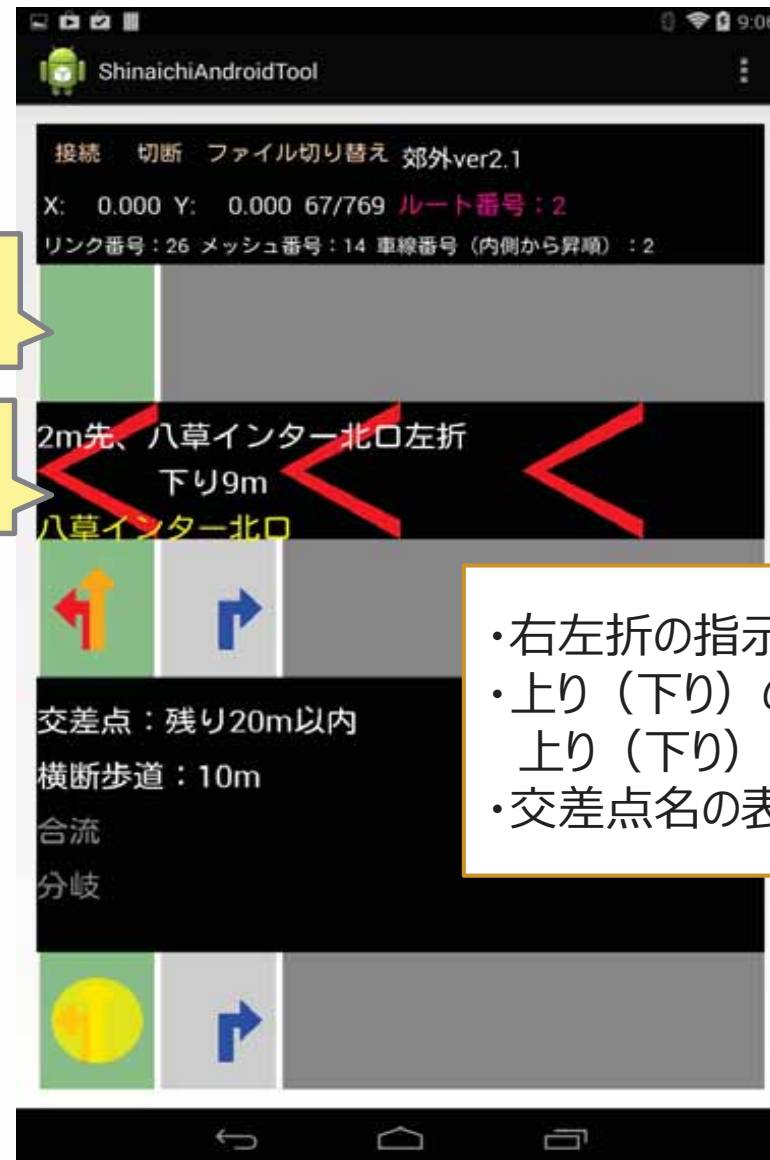 9:06
ShinaichiAndroidTool
接続 切断 ファイル切り替え 郊外ver2.1
X: 0.000 Y: 0.000 67/769 ルート番号:2
リンク番号:26 メッシュ番号:14 車線番号(内側から昇順):2
2m先、八草インター北口左折
下り9m
八草インター北口
・右左折の指示
・上り(下り)の
上り(下り)
・交差点名の表
交差点:残り20m以内
横断歩道:10m
合流
分岐